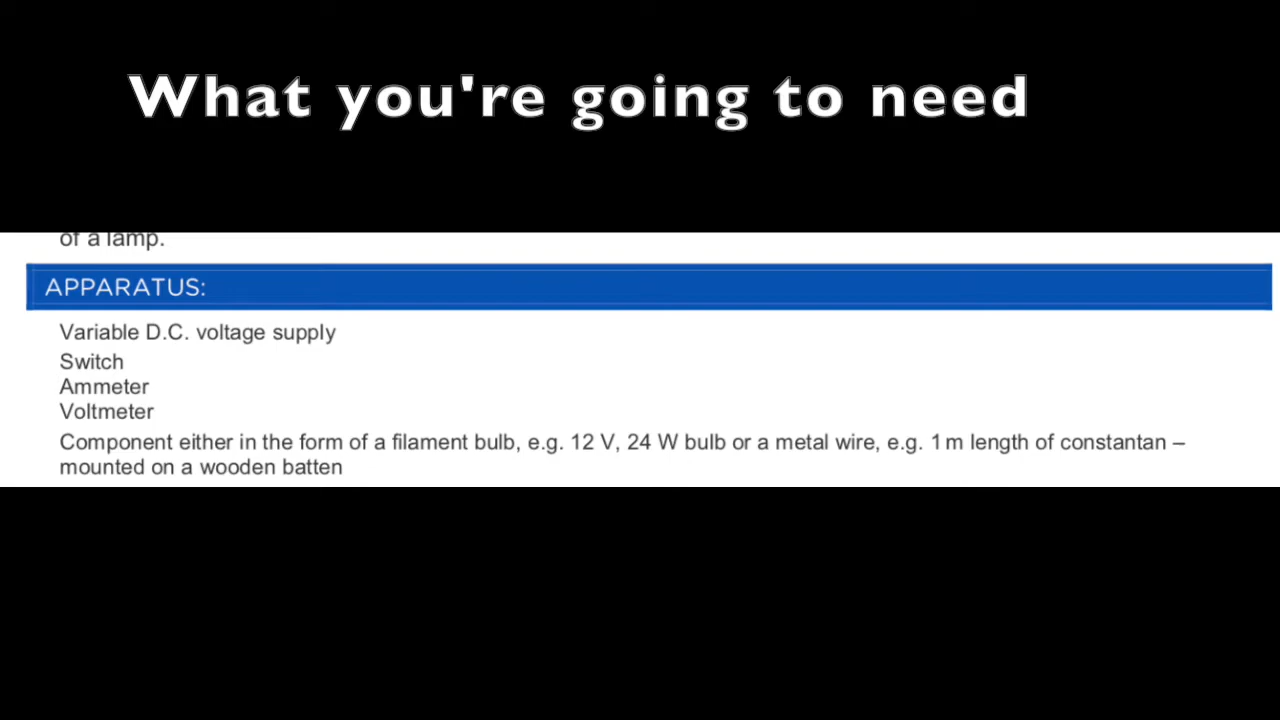 What you're going to need
of a lamp.
APPARATUS:
Variable D.C. voltage supply
Switch
Ammeter
Voltmeter
Component either in the form of a filament bulb, e.g. 12 V, 24 W bulb or a metal wire, e.g. 1 m length of constantan –
mounted on a wooden batten